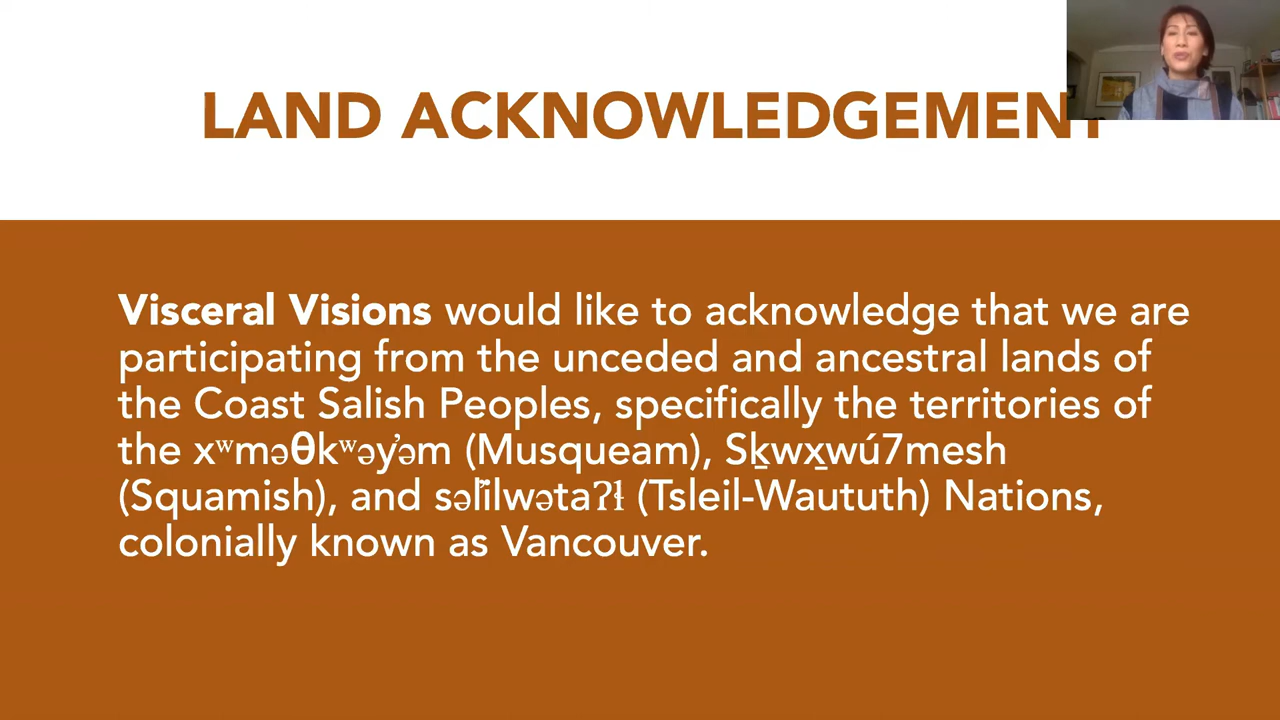 LAND ACKNOWLEDGEMENT
Visceral Visions would like to acknowledge that we are
participating from the unceded and ancestral lands of
the Coast Salish Peoples, specifically the territories of
the xʷməθkʷəy̓əm (Musqueam), Sḵwx̱wú7mesh
(Squamish), and səl̓ilwətaʔɬ (Tsleil-Waututh) Nations,
colonially known as Vancouver.